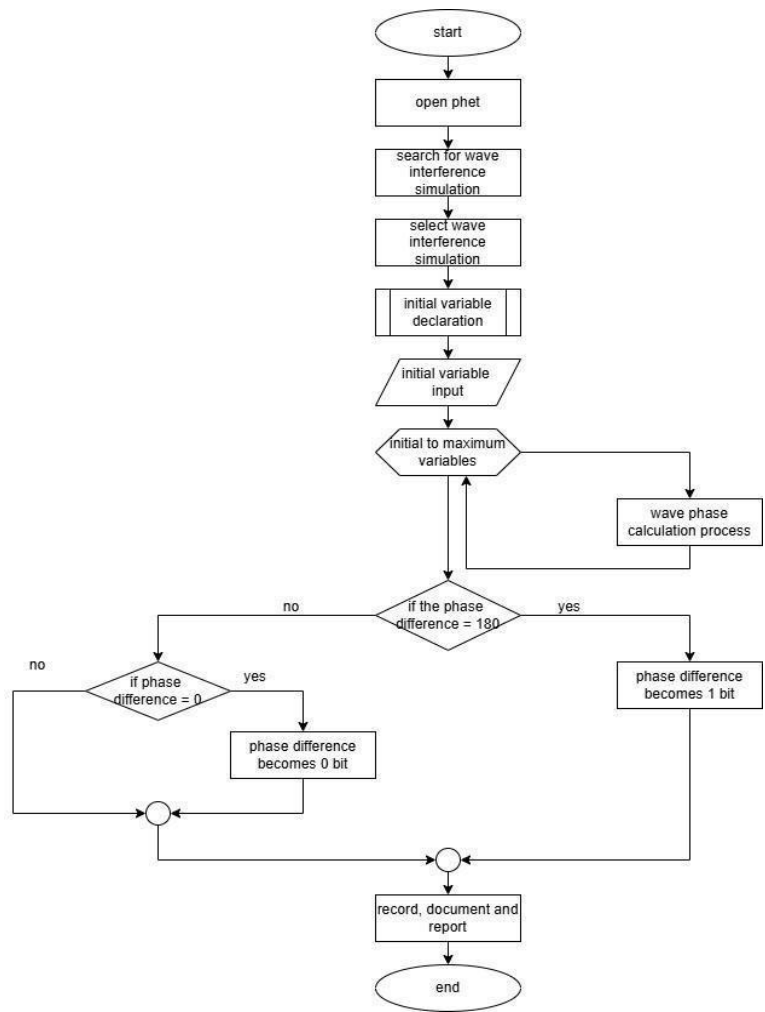 start
open phet
search for wave
interference
simulation
select wave
interference
simulation
initial variable
declaration
initial variable
input
initial to maximum
variables
wave phase
calculation process
if the phase
difference = 180
no
yes
no
if phase
difference = 0
yes
phase difference
becomes 1 bit
phase difference
becomes 0 bit
record, document and
report
end